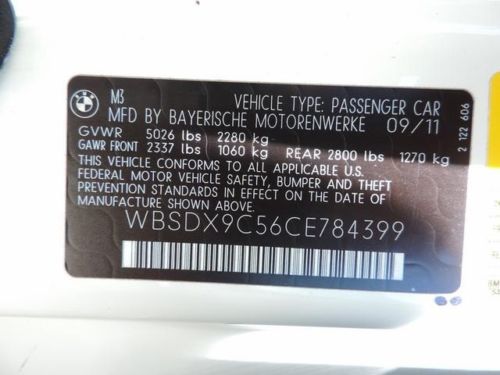 BMW
M3
VEHICLE TYPE: PASSENGER CAR
MFD BY BAYERISCHE MOTORENWERKE 09/11
GVWR 5026 lbs 2280 kg
GAWR FRONT 2337 lbs 1060 kg REAR 2800 lbs 1270 kg
THIS VEHICLE CONFORMS TO ALL APPLICABLE U.S.
FEDERAL MOTOR VEHICLE SAFETY, BUMPER AND THEFT
PREVENTION STANDARDS IN EFFECT ON THE DATE
OF MANUFACTURE SHOWN ABOVE.
WBSDX9C56CE784399
2 122 606